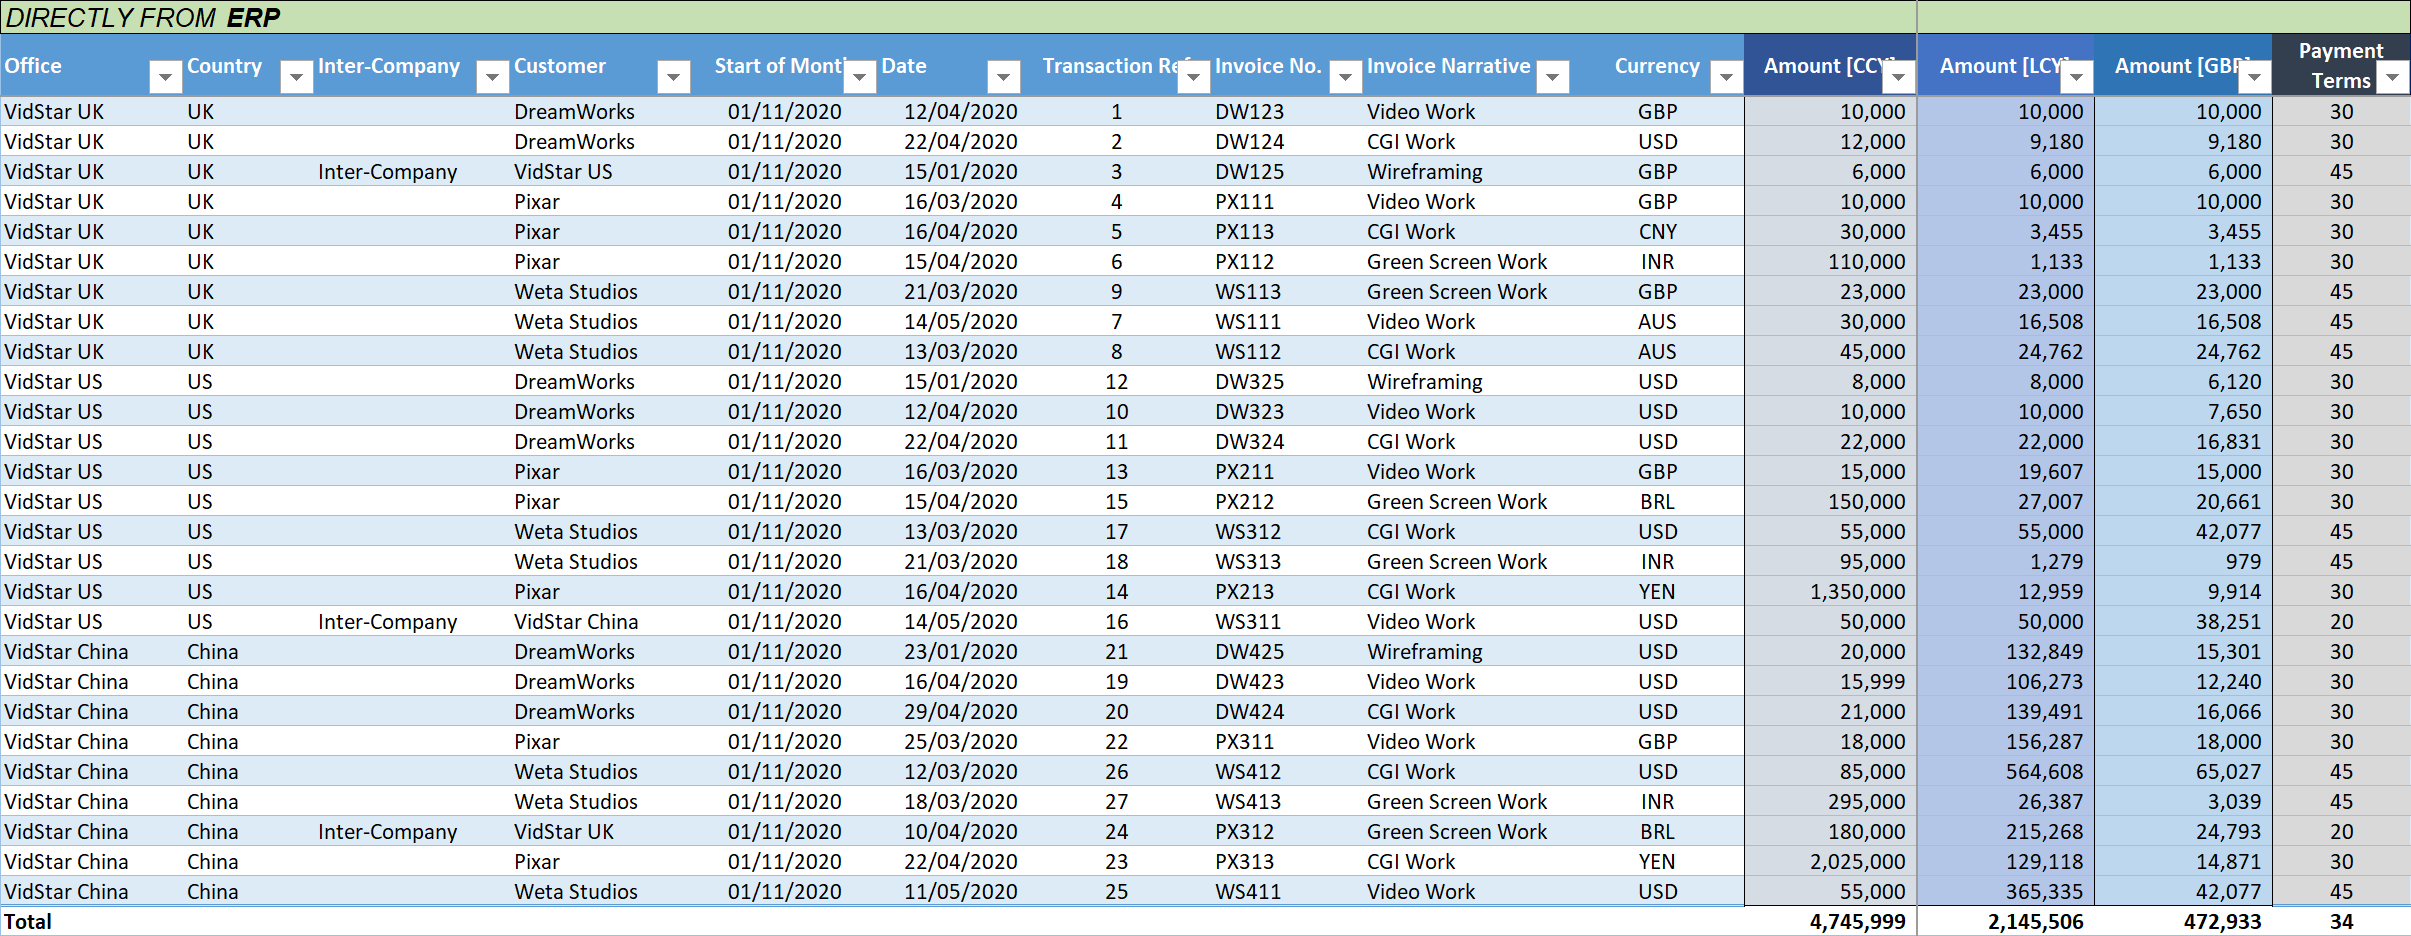 DIRECTLY FROM ERP
Office Country Inter-Company Customer Start of Month Date Transaction Ref Invoice No. Invoice Narrative Currency Amount [CCY] Amount [LCY] Amount [GBP] Payment Terms
VidStar UK UK DreamWorks 01/11/2020 12/04/2020 1 DW123 Video Work GBP 10,000 10,000 10,000 30
VidStar UK UK DreamWorks 01/11/2020 22/04/2020 2 DW124 CGI Work USD 12,000 9,180 9,180 30
VidStar UK UK Inter-Company VidStar US 01/11/2020 15/01/2020 3 DW125 Wireframing GBP 6,000 6,000 6,000 45
VidStar UK UK Pixar 01/11/2020 16/03/2020 4 PX111 Video Work GBP 10,000 10,000 10,000 30
VidStar UK UK Pixar 01/11/2020 16/04/2020 5 PX113 CGI Work CNY 30,000 3,455 3,455 30
VidStar UK UK Pixar 01/11/2020 15/04/2020 6 PX112 Green Screen Work INR 110,000 1,133 1,133 30
VidStar UK UK Weta Studios 01/11/2020 21/03/2020 9 WS113 Green Screen Work GBP 23,000 23,000 23,000 45
VidStar UK UK Weta Studios 01/11/2020 14/05/2020 7 WS111 Video Work AUS 30,000 16,508 16,508 45
VidStar UK UK Weta Studios 01/11/2020 13/03/2020 8 WS112 CGI Work AUS 45,000 24,762 24,762 45
VidStar US US DreamWorks 01/11/2020 15/01/2020 12 DW325 Wireframing USD 8,000 8,000 6,120 30
VidStar US US DreamWorks 01/11/2020 12/04/2020 10 DW323 Video Work USD 10,000 10,000 7,650 30
VidStar US US DreamWorks 01/11/2020 22/04/2020 11 DW324 CGI Work USD 22,000 22,000 16,831 30
VidStar US US Pixar 01/11/2020 16/03/2020 13 PX211 Video Work GBP 15,000 19,607 15,000 30
VidStar US US Pixar 01/11/2020 15/04/2020 15 PX212 Green Screen Work BRL 150,000 27,007 20,661 30
VidStar US US Weta Studios 01/11/2020 13/03/2020 17 WS312 CGI Work USD 55,000 55,000 42,077 45
VidStar US US Weta Studios 01/11/2020 21/03/2020 18 WS313 Green Screen Work INR 95,000 1,279 979 45
VidStar US US Pixar 01/11/2020 16/04/2020 14 PX213 CGI Work YEN 1,350,000 12,959 9,914 30
VidStar US US Inter-Company VidStar China 01/11/2020 14/05/2020 16 WS311 Video Work USD 50,000 50,000 38,251 20
VidStar China China DreamWorks 01/11/2020 23/01/2020 21 DW425 Wireframing USD 20,000 132,849 15,301 30
VidStar China China DreamWorks 01/11/2020 16/04/2020 19 DW423 Video Work USD 15,999 106,273 12,240 30
VidStar China China DreamWorks 01/11/2020 29/04/2020 20 DW424 CGI Work USD 21,000 139,491 16,066 30
VidStar China China Pixar 01/11/2020 25/03/2020 22 PX311 Video Work GBP 18,000 156,287 18,000 30
VidStar China China Weta Studios 01/11/2020 12/03/2020 26 WS412 CGI Work USD 85,000 564,608 65,027 45
VidStar China China Weta Studios 01/11/2020 18/03/2020 27 WS413 Green Screen Work INR 295,000 26,387 3,039 45
VidStar China China Inter-Company VidStar UK 01/11/2020 10/04/2020 24 PX312 Green Screen Work BRL 180,000 215,268 24,793 20
VidStar China China Pixar 01/11/2020 22/04/2020 23 PX313 CGI Work YEN 2,025,000 129,118 14,871 30
VidStar China China Weta Studios 01/11/2020 11/05/2020 25 WS411 Video Work USD 55,000 365,335 42,077 45
Total 4,745,999 2,145,506 472,933 34